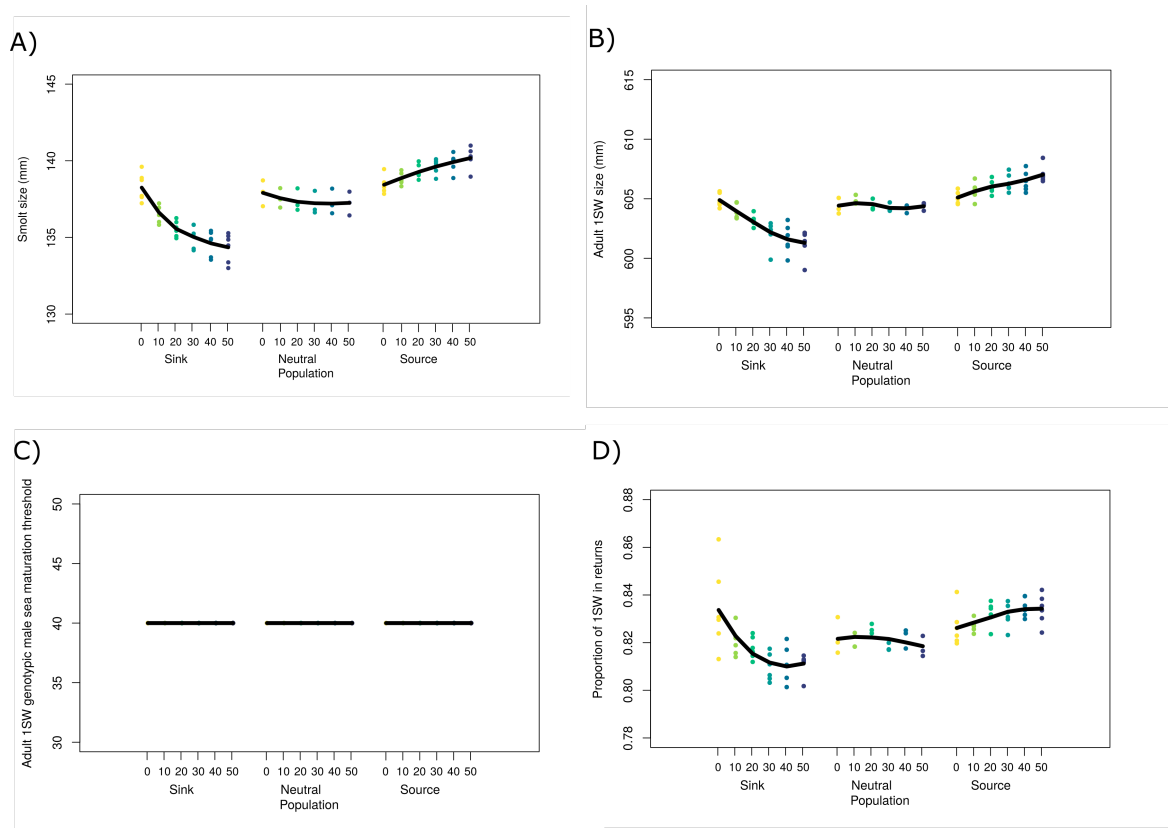 A)
Smolt size (mm)
145
140
135
130
0 10 20 30 40 50 0 10 20 30 40 50 0 10 20 30 40 50
Sink Neutral Source
Population
B)
Adult 1SW size (mm)
615
610
605
600
595
0 10 20 30 40 50 0 10 20 30 40 50 0 10 20 30 40 50
Sink Neutral Source
Population
C)
Adult 1SW genotypic male sea maturation threshold
50
45
40
35
30
0 10 20 30 40 50 0 10 20 30 40 50 0 10 20 30 40 50
Sink Neutral Source
Population
D)
Proportion of 1SW in returns
0.88
0.86
0.84
0.82
0.80
0.78
0 10 20 30 40 50 0 10 20 30 40 50 0 10 20 30 40 50
Sink Neutral Source
Population